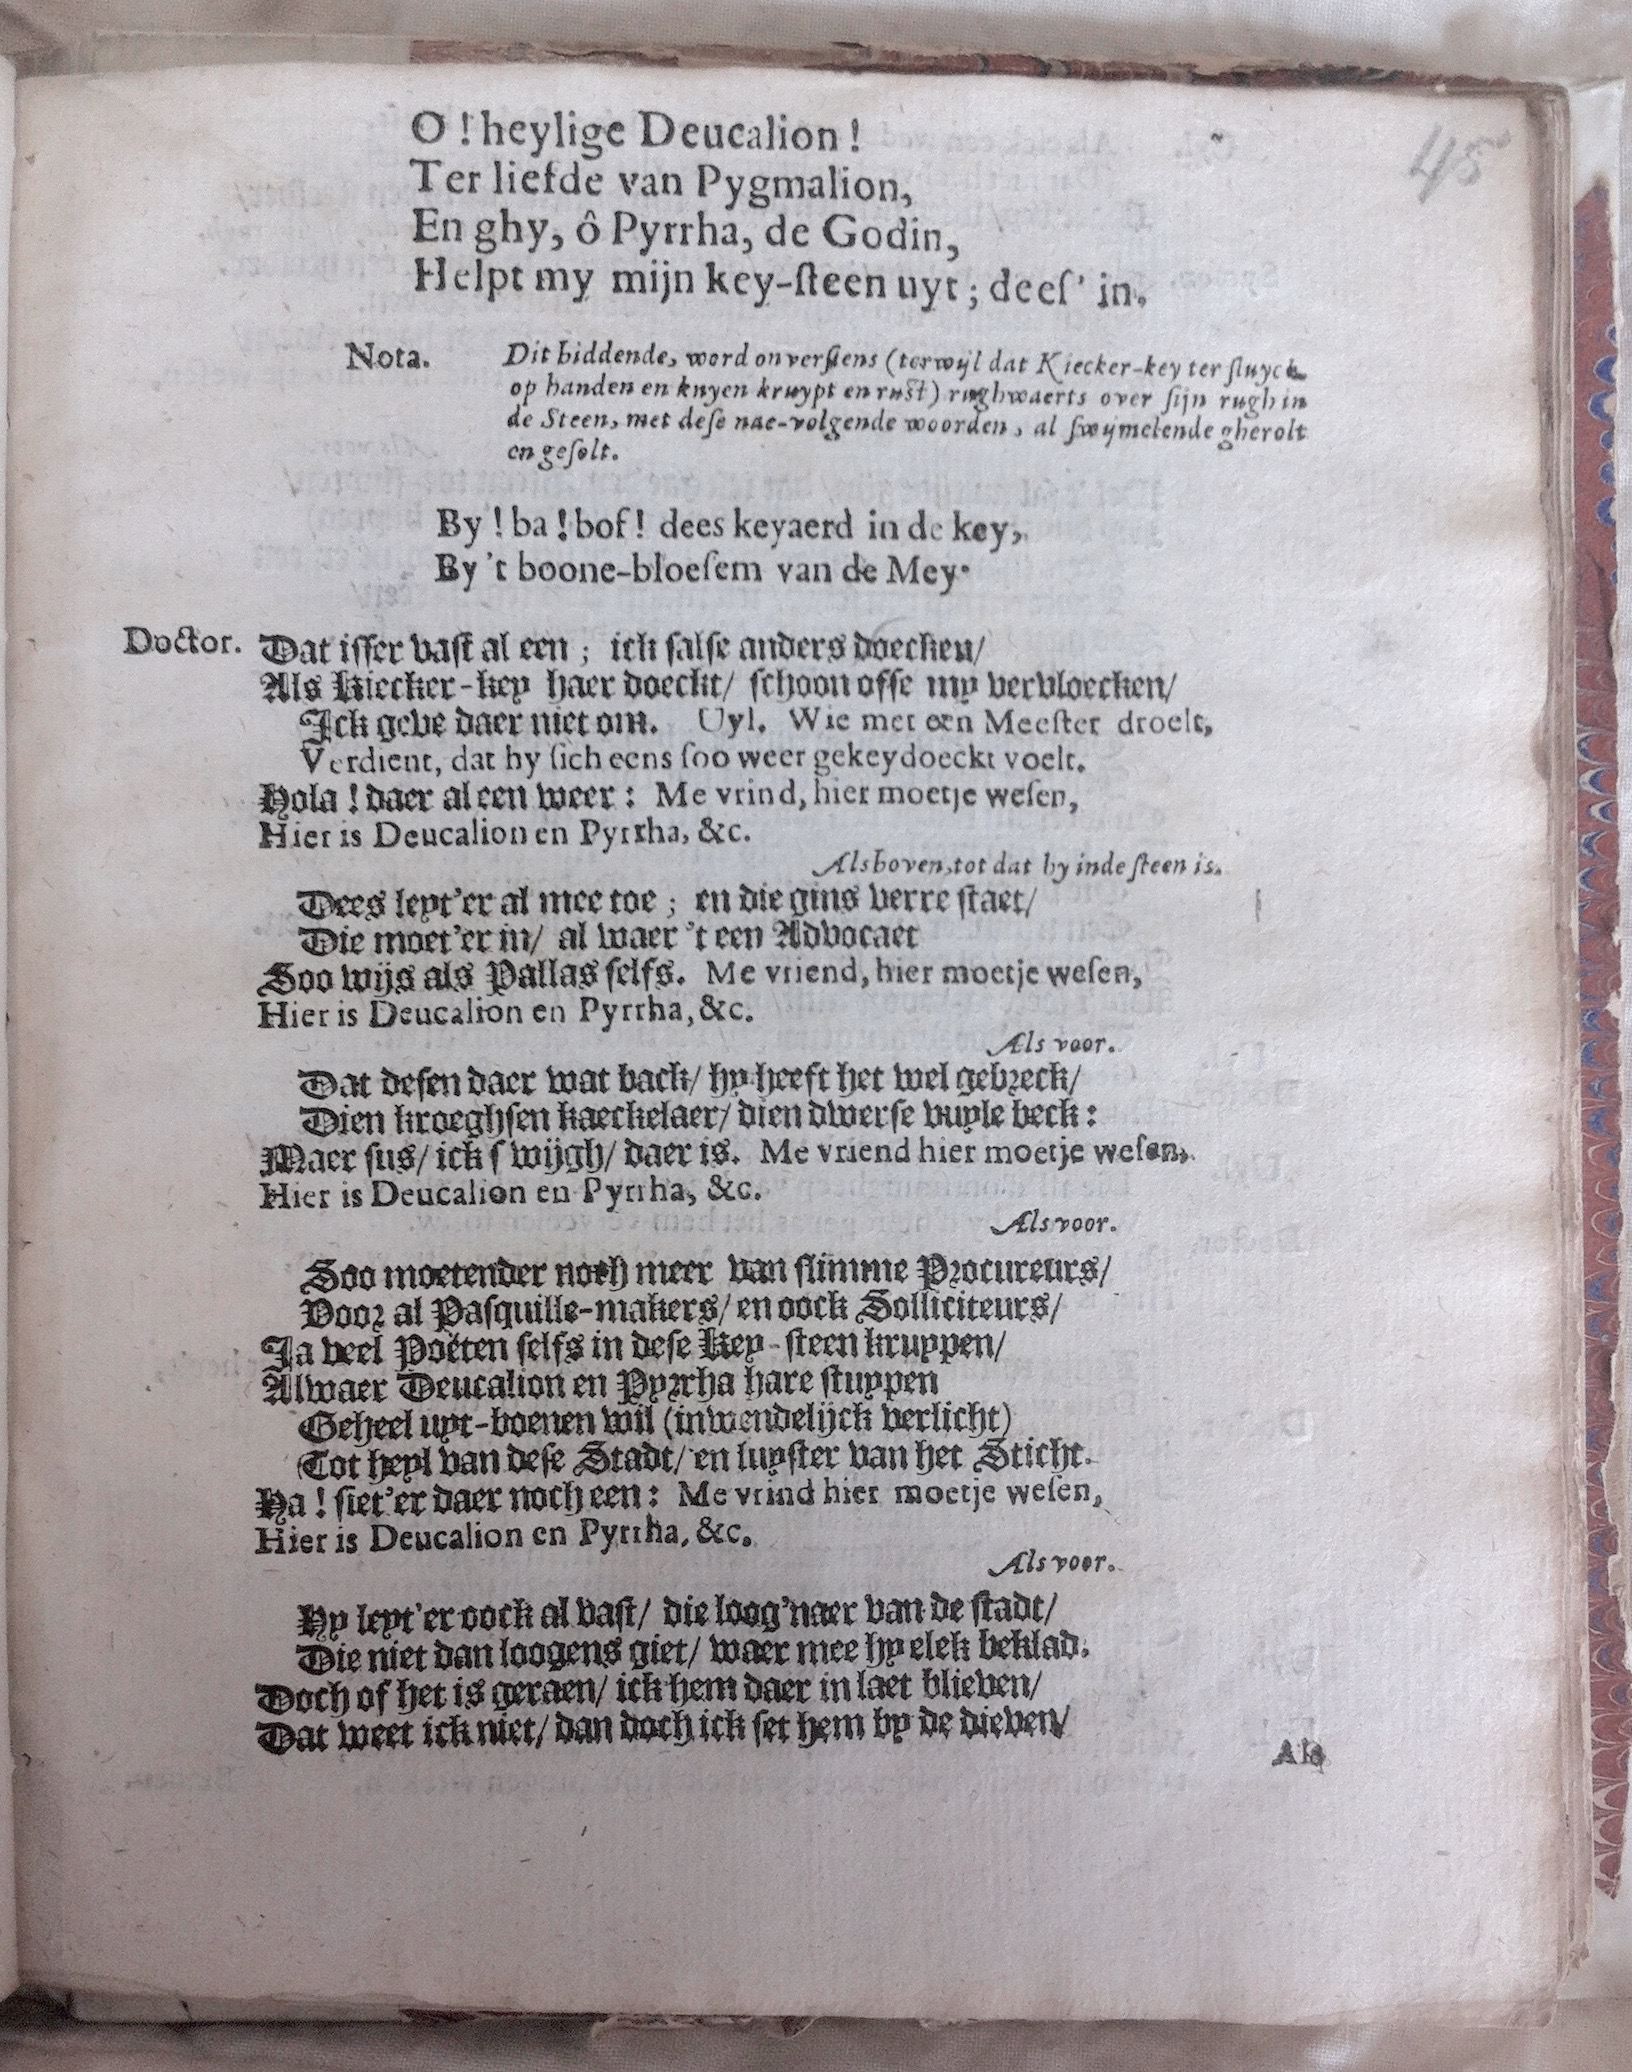 45
O ! heylige Deucalion !
Ter liefde van Pygmalion,
En ghy, ô Pyrrha, de Godin,
Helpt my mijn key-ſteen uyt; deeſ' in.
Nota. Dit biddende, word onverſiens (terwijl dat Kiecker-key ter ſluyck
op handen en knyen kruypt en ruſt) rughwaerts over ſijn rugh in
de Steen, met deſe nae-volgende woorden, al ſwijmelende gherolt
en geſolt.
By ! ba ! bof ! dees keyaerd in de key,
By 't boone-bloeſem van de Mey.
Doctor. Dat iſſer vaſt al een ; ick ſalſe anders doecken/
Als Kiecker-key haer doeckt/ ſchoon ofſe my vervloecken/
Ick geve daer niet om. Uyl. Wie met een Meeſter droelt,
Verdient, dat hy ſich eens ſoo weer gekeydoeckt voelt.
Hola ! daer al een weer : Me vrind, hier moetje weſen,
Hier is Deucalion en Pyrrha, &c.
Als boven, tot dat hy in de ſteen is.
Dees leyt'er al mee toe ; en die gins verre ſtaet/
Die moet'er in/ al waer 't een Advocaet
Soo wijs als Pallas ſelfs. Me vriend, hier moetje weſen,
Hier is Deucalion en Pyrrha, &c.
Als voor.
Dat deſen daer wat back/ hy heeft het wel gebreck/
Dien kroeghſen kaeckelaer/ dien dwerſe vuyle beck :
Maer ſus/ ick ſwijgh/ daer is. Me vriend hier moetje weſen,
Hier is Deucalion en Pyrrha, &c.
Als voor.
Soo moetender noch meer van ſlimme Procureurs/
Door al Paſquille-makers/ en oock Solliciteurs/
Ja veel Poëten ſelfs in deſe Key-ſteen kruypen/
Alwaer Deucalion en Pyrrha hare ſtuypen
Geheel uyt-boenen wil (inwendelijck verlicht)
Tot heyl van deſe Stadt/ en luyſter van het Sticht.
Ha ! ſiet'er daer noch een : Me vrind hier moetje weſen,
Hier is Deucalion en Pyrrha, &c.
Als voor.
Hy leyt'er oock al vaſt/ die loog'naer van de ſtadt/
Die niet dan loogens giet/ waer mee hy elck beklad.
Doch of het is geraen/ ick hem daer in laet blieven/
Dat weet ick niet/ dan doch ick ſet hem by de dieven/
Als